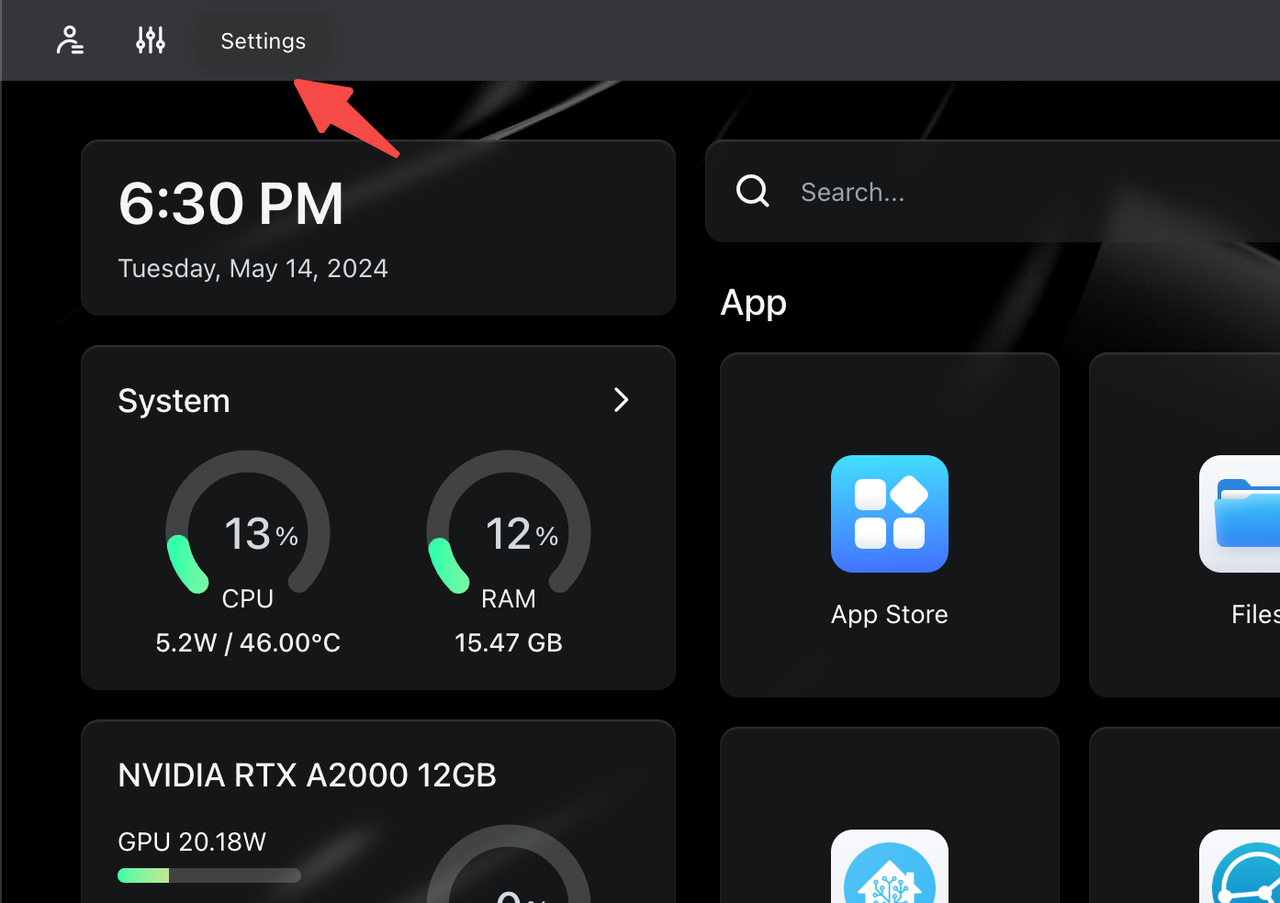 Settings
6:30 PM
Tuesday, May 14, 2024
Search...
App
System
13%
12%
CPU
RAM
5.2W / 46.00°C
15.47 GB
App Store
Files
NVIDIA RTX A2000 12GB
GPU 20.18W